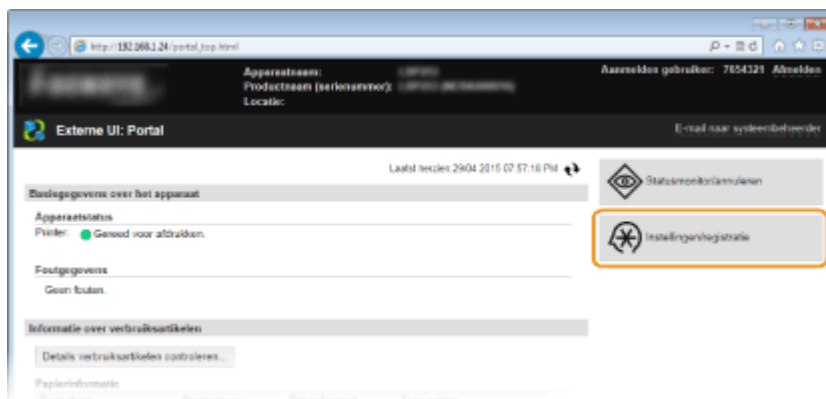 http://192.168.1.24/portal_top.html
Apparaatnaam:
Productnaam (serienummer):
Locatie:
Aanmelden gebruiker: 7654321 Afmelden
Externe UI: Portal
E-mail naar systeembeheerder
Laatst herzien 29/04 2015 07:57:18 PM
Statusmonitor/annuleren
Basisgegevens over het apparaat
Apparaatstatus
Printer: Gereed voor afdrukken.
Instellingen/registratie
Foutgegevens
Geen fouten.
Informatie over verbruiksartikelen
Details verbruiksartikelen controleren...
Papierinformatie